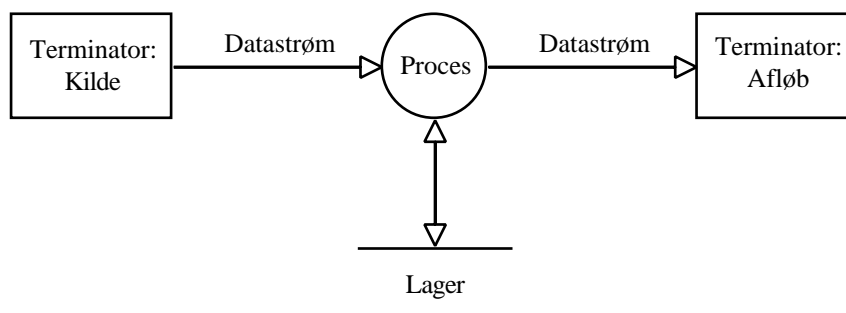 Terminator:
Kilde
Datastrøm
Proces
Datastrøm
Terminator:
Afløb
Lager